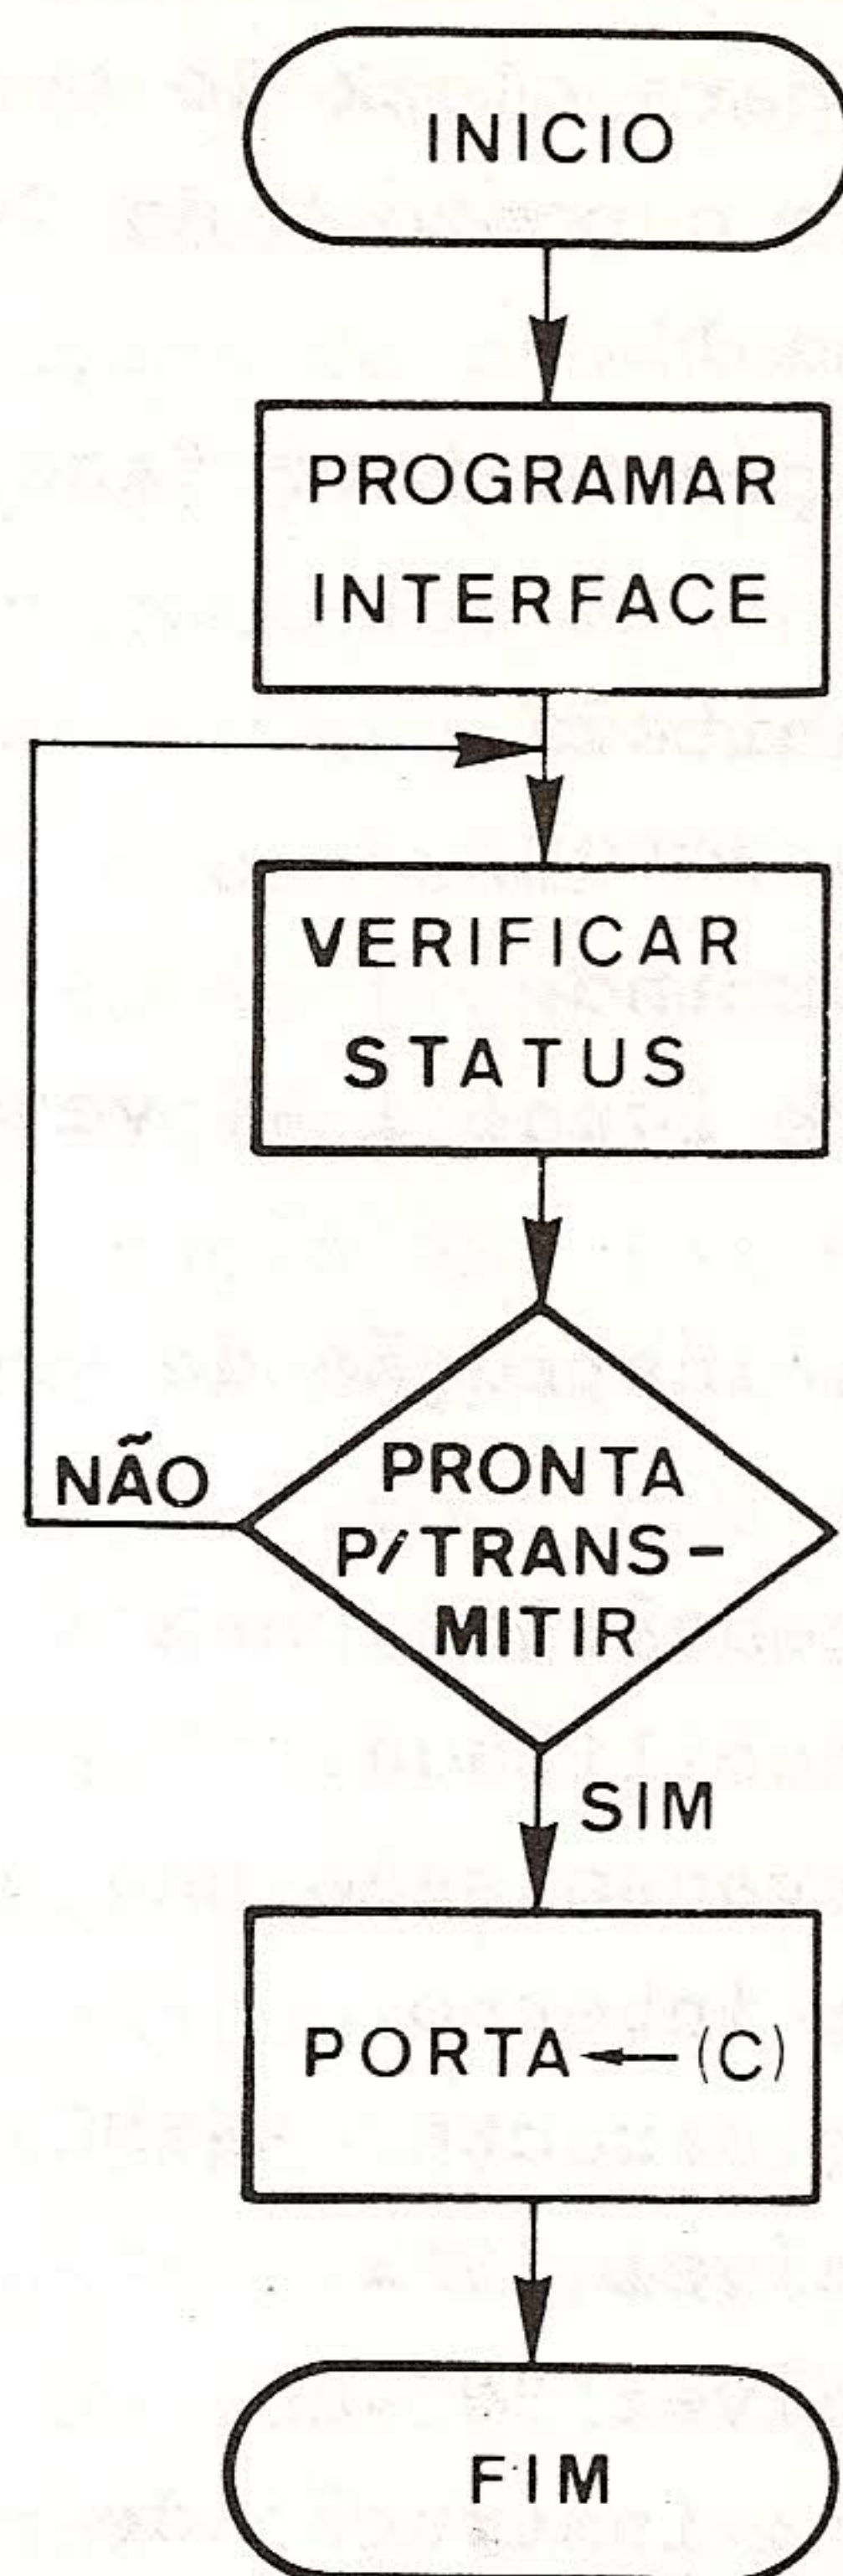 INICIO
PROGRAMAR
INTERFACE
VERIFICAR
STATUS
NÃO
PRONTA
P/TRANS-
MITIR
SIM
PORTA ← (C)
FIM